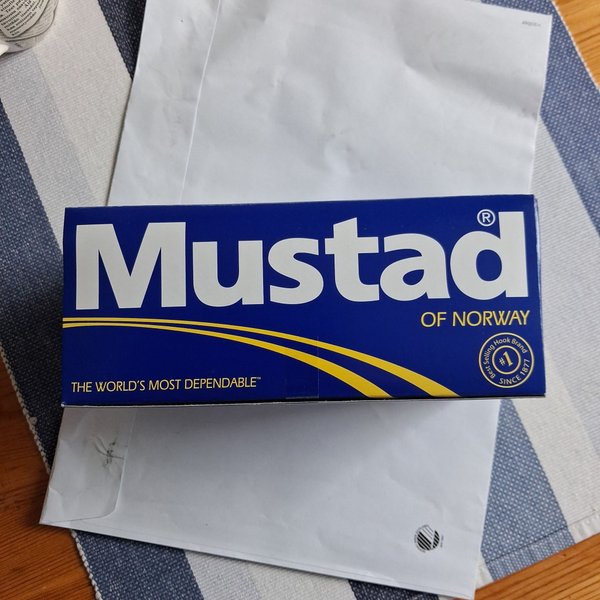 Mustad®
OF NORWAY
THE WORLD'S MOST DEPENDABLE™
Best Selling Hook Brand
#1
SINCE 1877